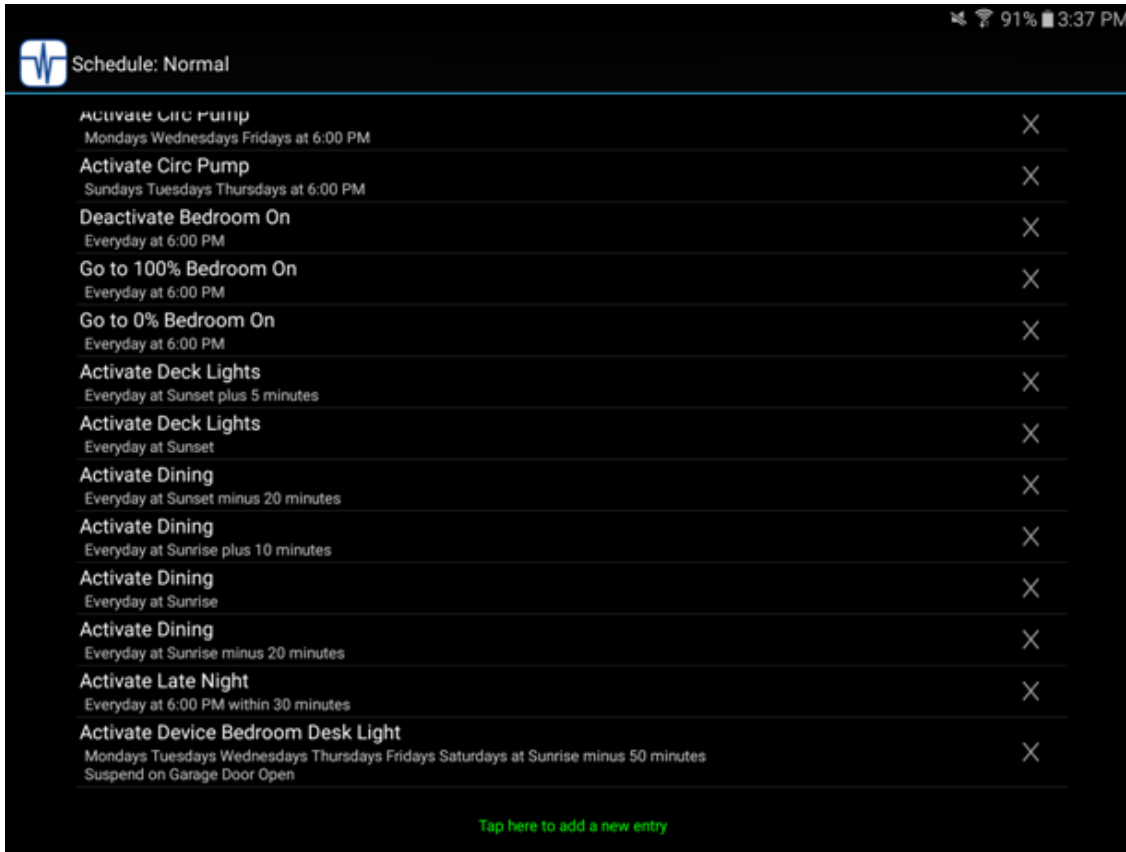 91% 3:37 PM
Schedule: Normal
Activate Circ Pump
Mondays Wednesdays Fridays at 6:00 PM
X
Activate Circ Pump
Sundays Tuesdays Thursdays at 6:00 PM
X
Deactivate Bedroom On
Everyday at 6:00 PM
X
Go to 100% Bedroom On
Everyday at 6:00 PM
X
Go to 0% Bedroom On
Everyday at 6:00 PM
X
Activate Deck Lights
Everyday at Sunset plus 5 minutes
X
Activate Deck Lights
Everyday at Sunset
X
Activate Dining
Everyday at Sunset minus 20 minutes
X
Activate Dining
Everyday at Sunrise plus 10 minutes
X
Activate Dining
Everyday at Sunrise
X
Activate Dining
Everyday at Sunrise minus 20 minutes
X
Activate Late Night
Everyday at 6:00 PM within 30 minutes
X
Activate Device Bedroom Desk Light
Mondays Tuesdays Wednesdays Thursdays Fridays Saturdays at Sunrise minus 50 minutes
Suspend on Garage Door Open
X
Tap here to add a new entry